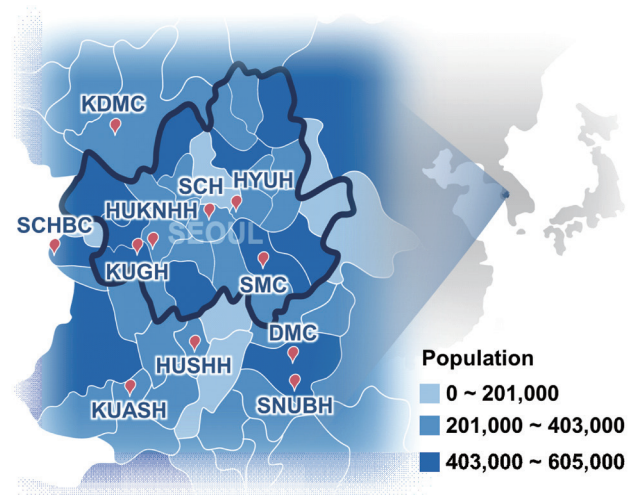 KDMC
SCH
HYUH
HUKNHH
SCHBC
SEOUL
KUGH
SMC
DMC
HUSHH
KUASH
SNUBH
Population
0 ~ 201,000
201,000 ~ 403,000
403,000 ~ 605,000